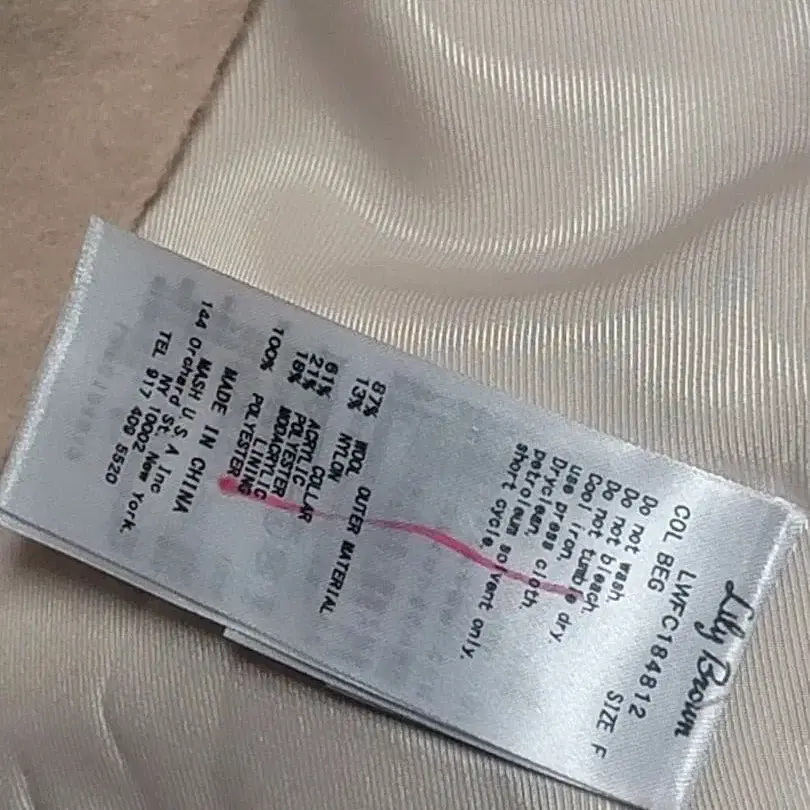 Lily Brown
LWFC184812
COL BEG SIZE F
Do not wash.
Do not bleach.
Do not tumble dry.
Cool iron.
use press cloth.
Dryclean,
petroleum solvent only.
short cycle.
OUTER MATERIAL
87% WOOL
13% NYLON
COLLAR
61% ACRYLIC
21% POLYESTER
18% MODACRYLIC
LINING
100% POLYESTER
MADE IN CHINA
MASH U.S.A Inc
144 Orchard St. New York.
NY 10002
TEL 917 409 5520